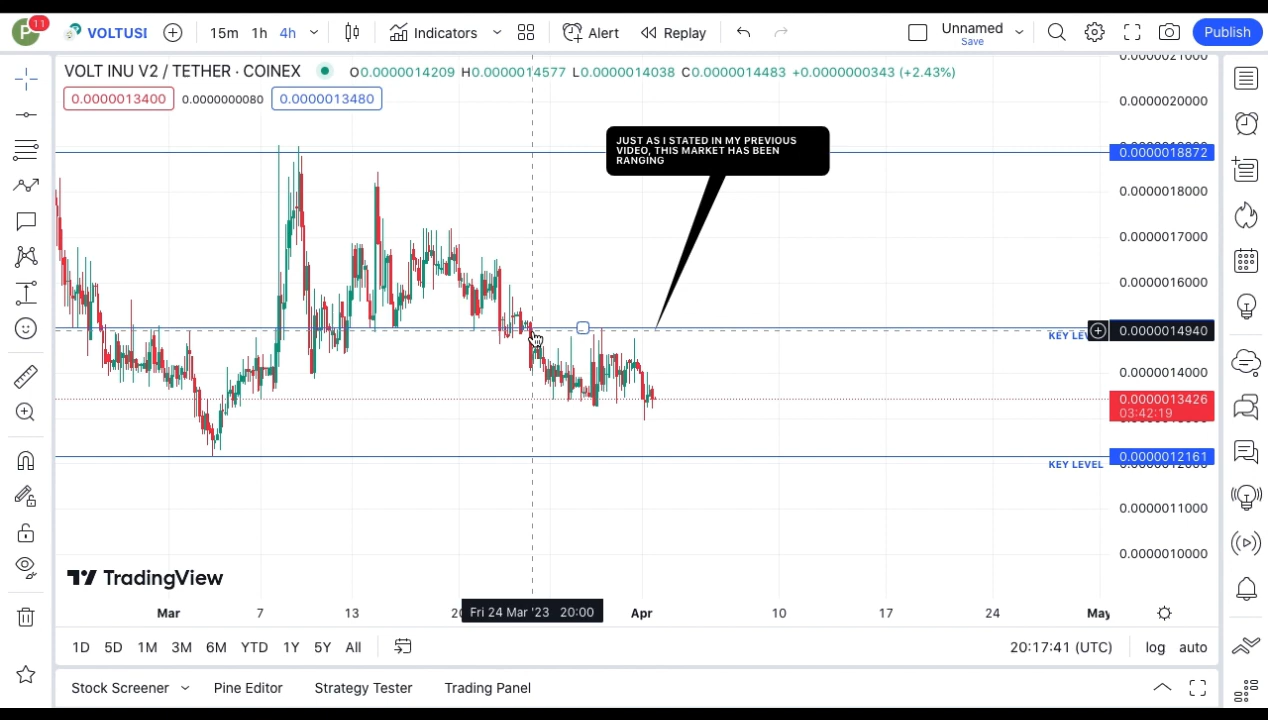 P
11
VOLTUSI
15m 1h 4h
Indicators
Alert
Replay
Unnamed
Save
Publish
VOLT INU V2 / TETHER · COINEX
O0.0000014209 H0.0000014577 L0.0000014038 C0.0000014483 +0.0000000343 (+2.43%)
0.0000013400 0.0000000080 0.0000013480
JUST AS I STATED IN MY PREVIOUS
VIDEO, THIS MARKET HAS BEEN
RANGING
0.0000021000
0.0000020000
0.0000018872
0.0000018000
0.0000017000
0.0000016000
KEY LEV
0.0000014940
0.0000014000
0.0000013426
03:42:19
0.0000012161
KEY LEVEL
0.0000011000
0.0000010000
TradingView
Mar 7 13 Fri 24 Mar '23 20:00 Apr 10 17 24 May
1D 5D 1M 3M 6M YTD 1Y 5Y All
20:17:41 (UTC) log auto
Stock Screener Pine Editor Strategy Tester Trading Panel